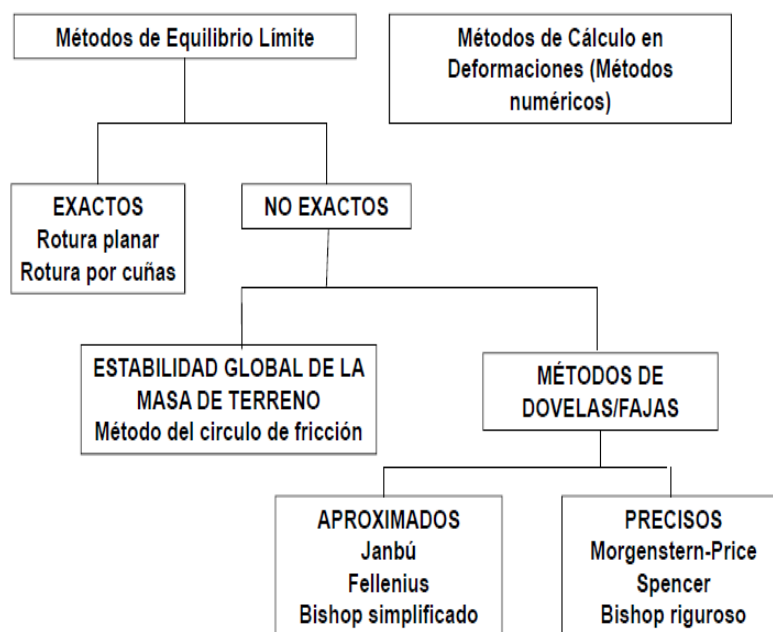 Métodos de Equilibrio Límite
Métodos de Cálculo en
Deformaciones (Métodos
numéricos)
EXACTOS
Rotura planar
Rotura por cuñas
NO EXACTOS
ESTABILIDAD GLOBAL DE LA
MASA DE TERRENO
Método del circulo de fricción
MÉTODOS DE
DOVELAS/FAJAS
APROXIMADOS
Janbú
Fellenius
Bishop simplificado
PRECISOS
Morgenstern-Price
Spencer
Bishop riguroso